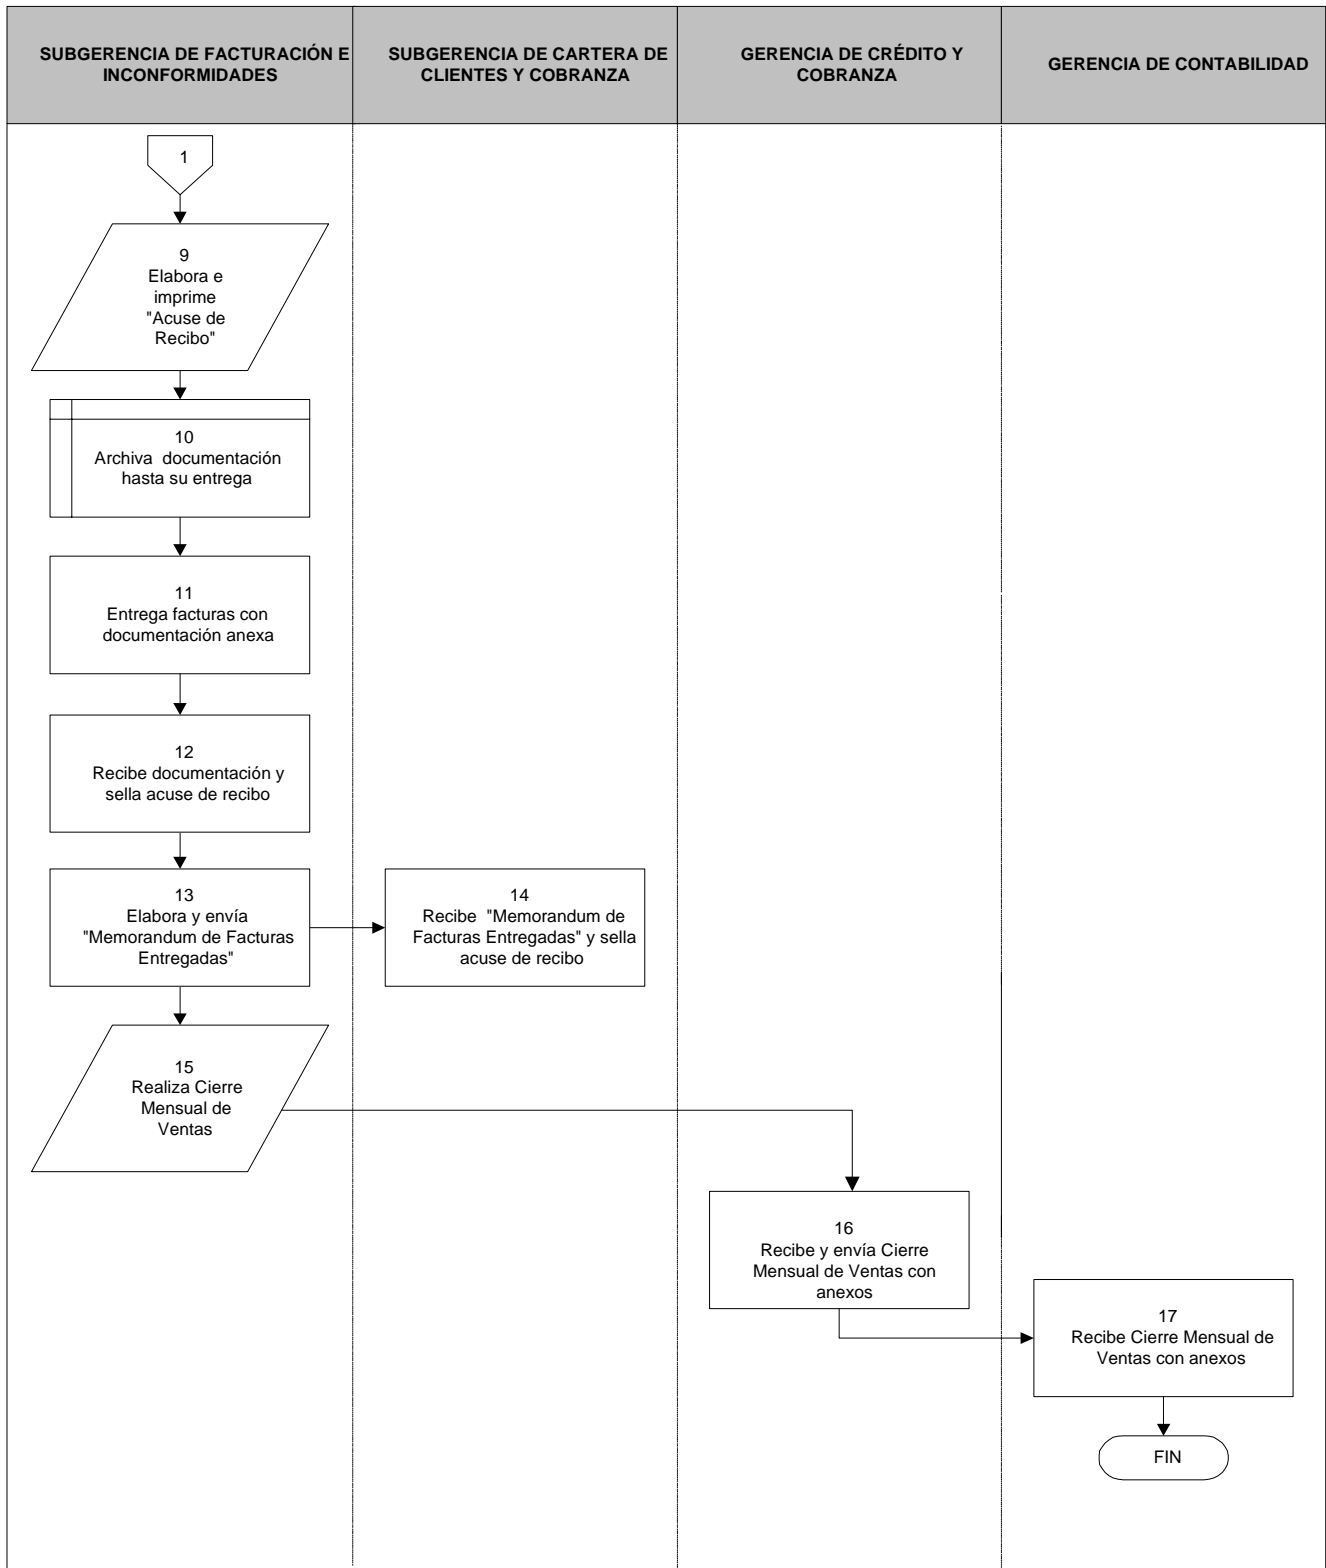 SUBGERENCIA DE FACTURACIÓN E
INCONFORMIDADES
SUBGERENCIA DE CARTERA DE
CLIENTES Y COBRANZA
GERENCIA DE CRÉDITO Y
COBRANZA
GERENCIA DE CONTABILIDAD
1
9
Elabora e
imprime
"Acuse de
Recibo"
10
Archiva documentación
hasta su entrega
11
Entrega facturas con
documentación anexa
12
Recibe documentación y
sella acuse de recibo
13
Elabora y envía
"Memorandum de Facturas
Entregadas"
14
Recibe "Memorandum de
Facturas Entregadas" y sella
acuse de recibo
15
Realiza Cierre
Mensual de
Ventas
16
Recibe y envía Cierre
Mensual de Ventas con
anexos
17
Recibe Cierre Mensual de
Ventas con anexos
FIN